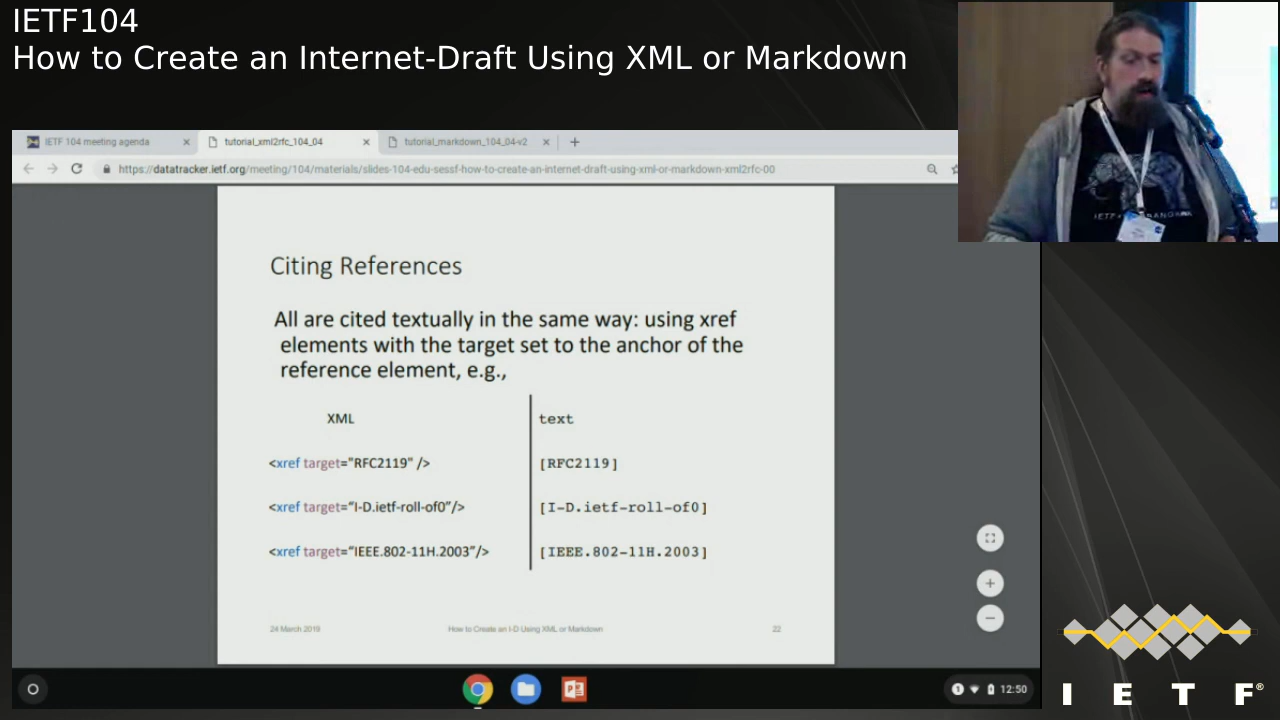 IETF104
How to Create an Internet-Draft Using XML or Markdown
IETF 104 meeting agenda
tutorial_xml2rfc_104_04
tutorial_markdown_104_04-v2
https://datatracker.ietf.org/meeting/104/materials/slides-104-edu-sessf-how-to-create-an-internet-draft-using-xml-or-markdown-xml2rfc-00
Citing References
All are cited textually in the same way: using xref
elements with the target set to the anchor of the
reference element, e.g.,
XML text
<xref target="RFC2119" /> [RFC2119]
<xref target="I-D.ietf-roll-of0"/> [I-D.ietf-roll-of0]
<xref target="IEEE.802-11H.2003"/> [IEEE.802-11H.2003]
24 March 2019 How to Create an I-D Using XML or Markdown 22
1 12:50
IETF®